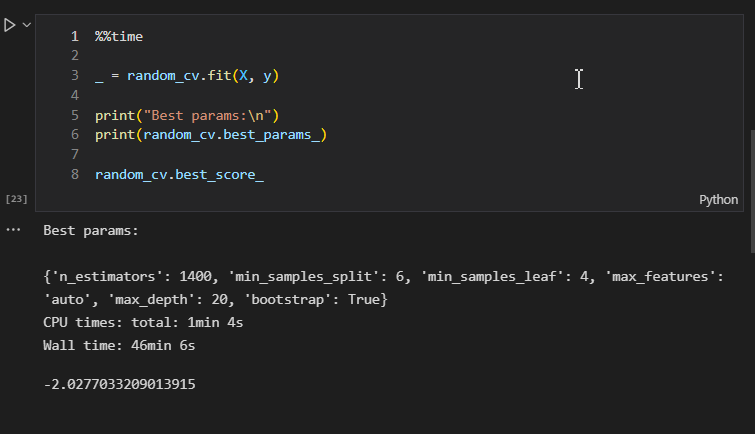 1 %%time
2
3 _ = random_cv.fit(X, y)
4
5 print("Best params:\n")
6 print(random_cv.best_params_)
7
8 random_cv.best_score_
[23]
Python
Best params:
{'n_estimators': 1400, 'min_samples_split': 6, 'min_samples_leaf': 4, 'max_features':
'auto', 'max_depth': 20, 'bootstrap': True}
CPU times: total: 1min 4s
Wall time: 46min 6s
-2.0277033209013915